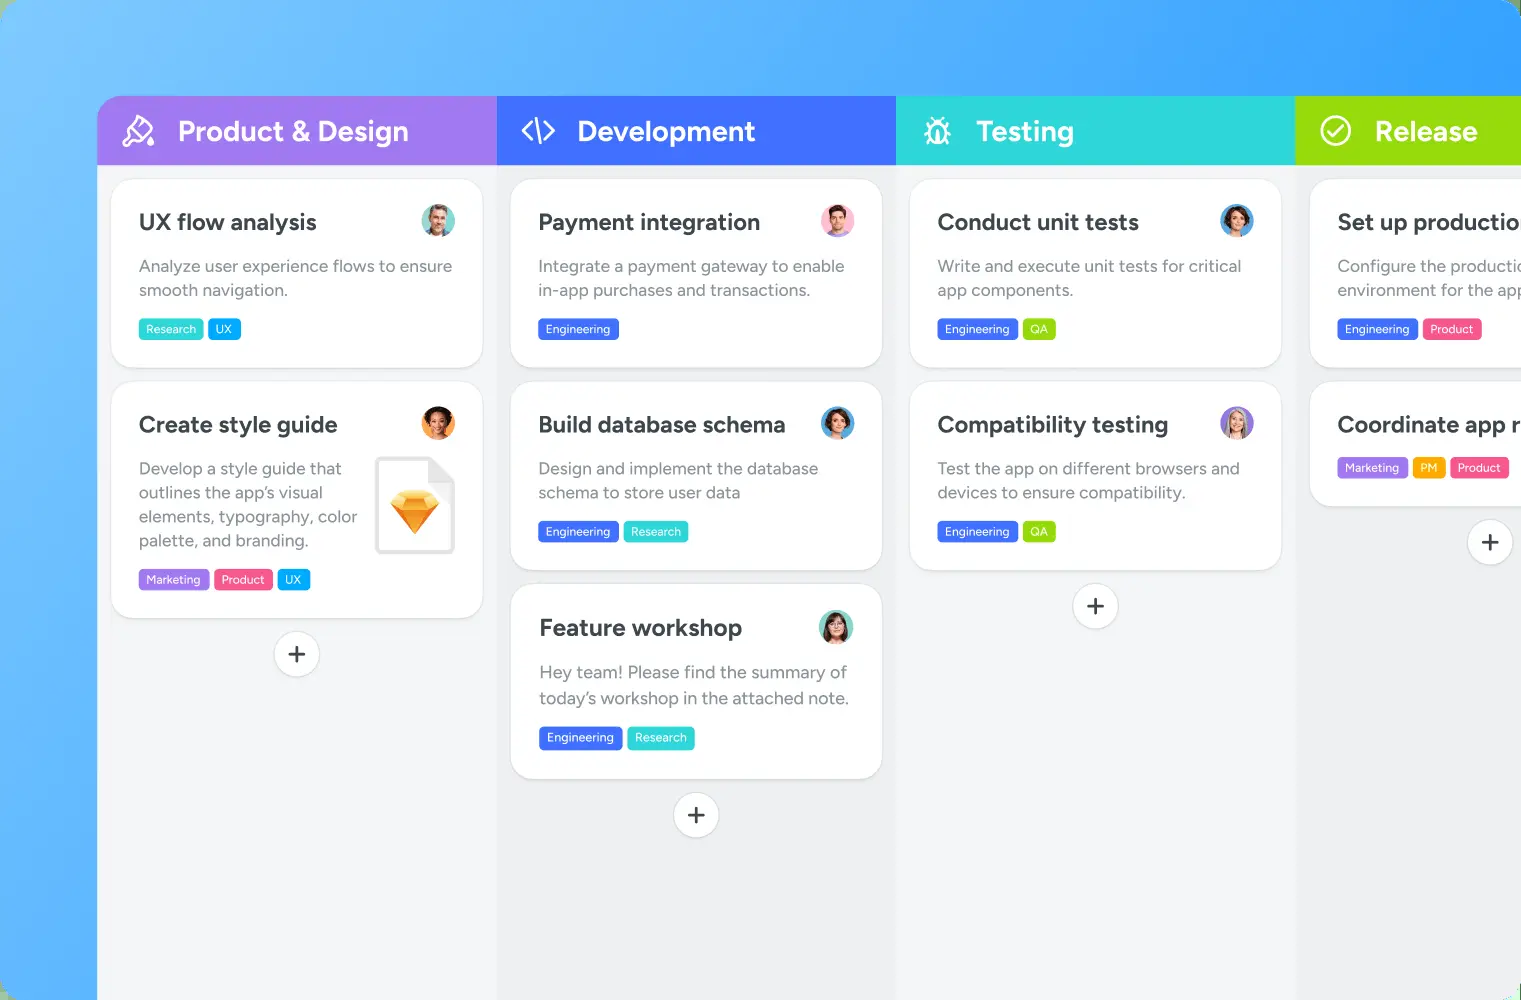 Product & Design
UX flow analysis
Analyze user experience flows to ensure
smooth navigation.
Research UX
Create style guide
Develop a style guide that
outlines the app’s visual
elements, typography, color
palette, and branding.
Marketing Product UX
Development
Payment integration
Integrate a payment gateway to enable
in-app purchases and transactions.
Engineering
Build database schema
Design and implement the database
schema to store user data
Engineering Research
Feature workshop
Hey team! Please find the summary of
today’s workshop in the attached note.
Engineering Research
Testing
Conduct unit tests
Write and execute unit tests for critical
app components.
Engineering QA
Compatibility testing
Test the app on different browsers and
devices to ensure compatibility.
Engineering QA
Release
Set up
Configure the
environment for the app
Engineering Product
Coordinate app
Marketing PM Product